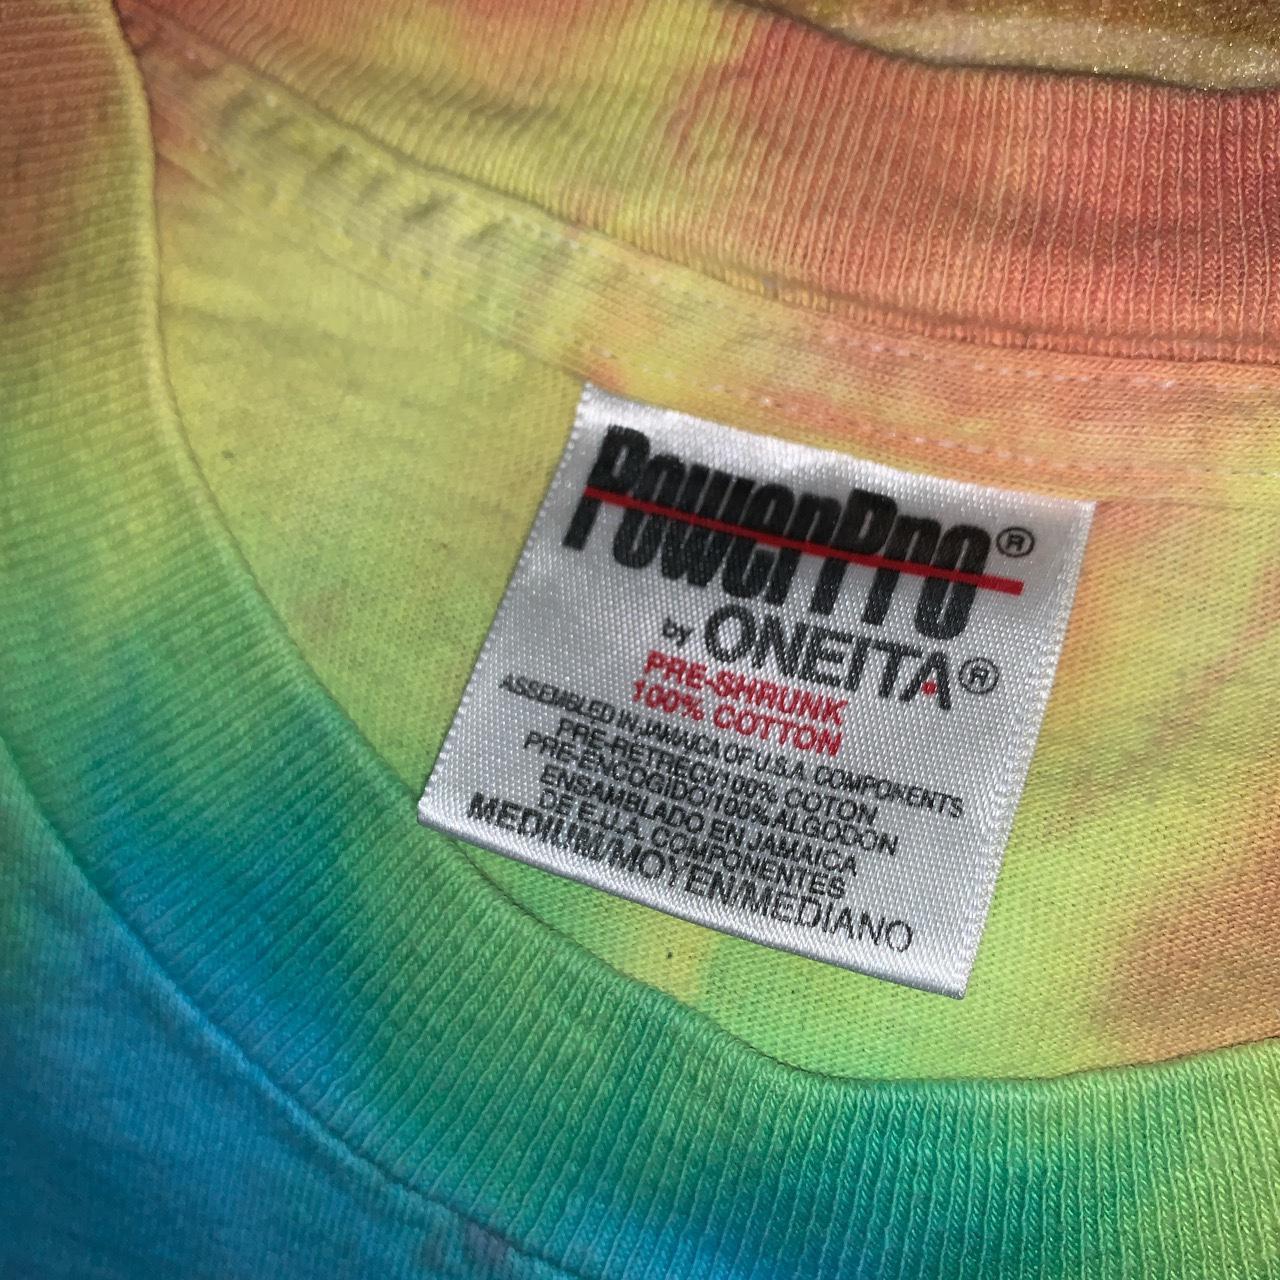 PowerPro®
by ONEITA®
PRE-SHRUNK
100% COTTON
ASSEMBLED IN JAMAICA OF U.S.A. COMPONENTS
PRE-RETRECI/100% COTON
PRE-ENCOGIDO/100% ALGODON
ENSAMBLADO EN JAMAICA
DE E.U.A. COMPONENTES
MEDIUM/MOYEN/MEDIANO